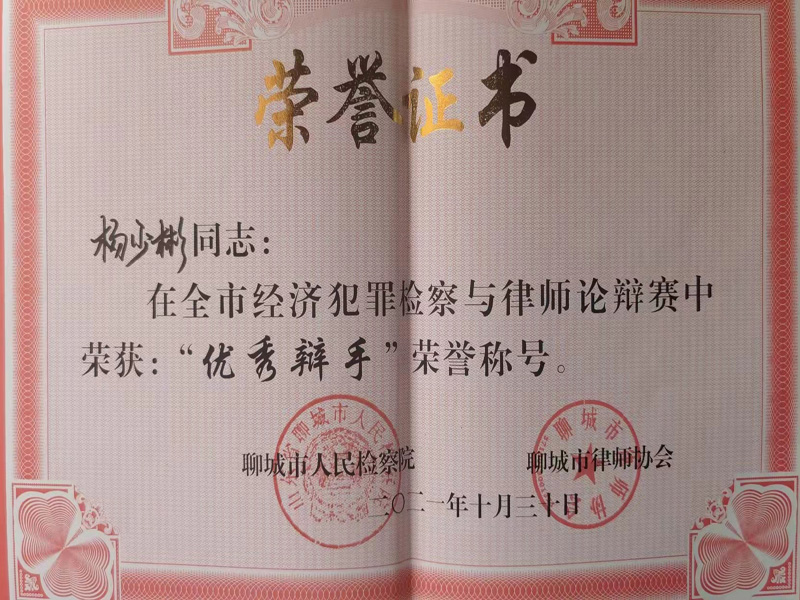 荣誉证书
杨少彬同志：
在全市经济犯罪检察与律师论辩赛中
荣获：“优秀辩手”荣誉称号。
聊城市人民检察院
聊城市律师协会
二〇二一年十月三十日